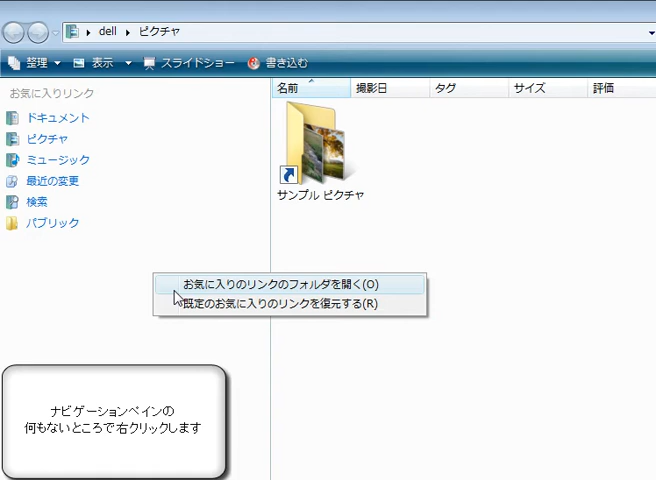 dell ピクチャ
整理 表示 スライドショー 書き込む
お気に入りリンク
ドキュメント
ピクチャ
ミュージック
最近の変更
検索
パブリック
名前 撮影日 タグ サイズ 評価
サンプル ピクチャ
お気に入りのリンクのフォルダを開く(O)
既定のお気に入りのリンクを復元する(R)
ナビゲーションペインの
何もないところで右クリックします